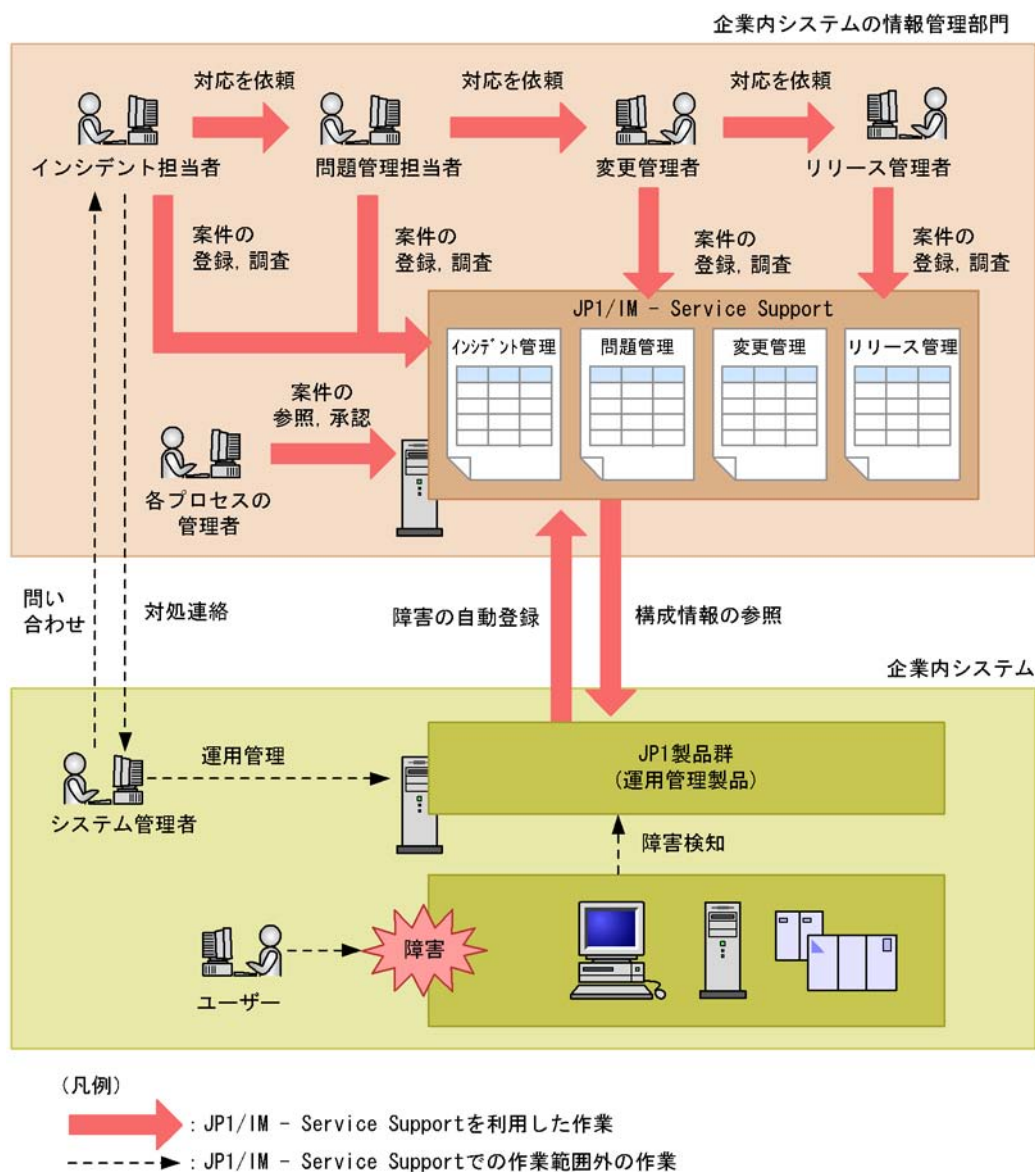 企業内システムの情報管理部門
対応を依頼
対応を依頼
対応を依頼
インシデント担当者
問題管理担当者
変更管理者
リリース管理者
案件の
登録, 調査
案件の
登録, 調査
案件の
登録, 調査
案件の
登録, 調査
JP1/IM - Service Support
インシデント管理
問題管理
変更管理
リリース管理
案件の
参照, 承認
各プロセスの
管理者
問い
合わせ
対処連絡
障害の自動登録
構成情報の参照
企業内システム
運用管理
JP1製品群
(運用管理製品)
システム管理者
障害検知
障害
ユーザー
(凡例)
: JP1/IM - Service Supportを利用した作業
: JP1/IM - Service Supportでの作業範囲外の作業